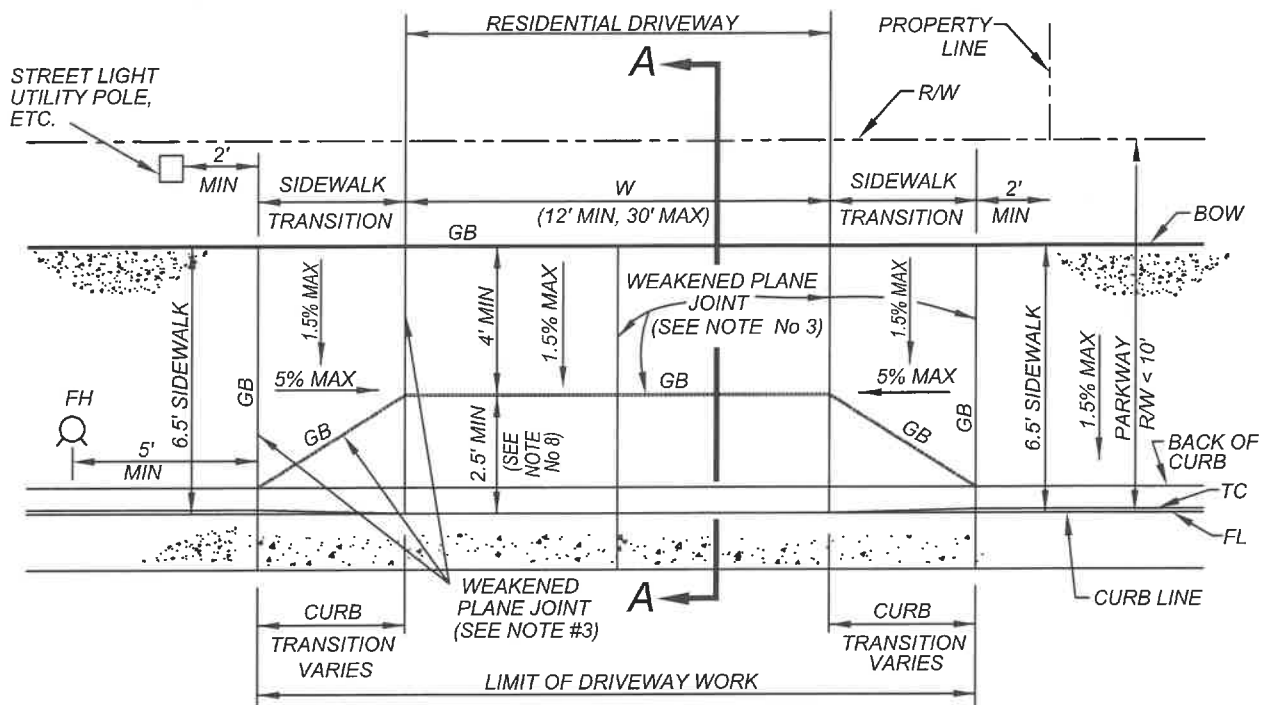 RESIDENTIAL DRIVEWAY
PROPERTY
LINE
A
STREET LIGHT
UTILITY POLE,
ETC.
R/W
2'
MIN
SIDEWALK
TRANSITION
W
(12' MIN, 30' MAX)
SIDEWALK
TRANSITION
2'
MIN
BOW
GB
6.5' SIDEWALK
GB
1.5% MAX
5% MAX
4' MIN
1.5% MAX
WEAKENED PLANE
JOINT
(SEE NOTE No 3)
1.5% MAX
5% MAX
GB
GB
6.5' SIDEWALK
1.5% MAX
PARKWAY
R/W < 10'
FH
5'
MIN
GB
2.5' MIN
(SEE
NOTE
No 8)
GB
BACK OF
CURB
TC
FL
CURB LINE
WEAKENED
PLANE JOINT
(SEE NOTE #3)
A
CURB
TRANSITION
VARIES
CURB
TRANSITION
VARIES
LIMIT OF DRIVEWAY WORK